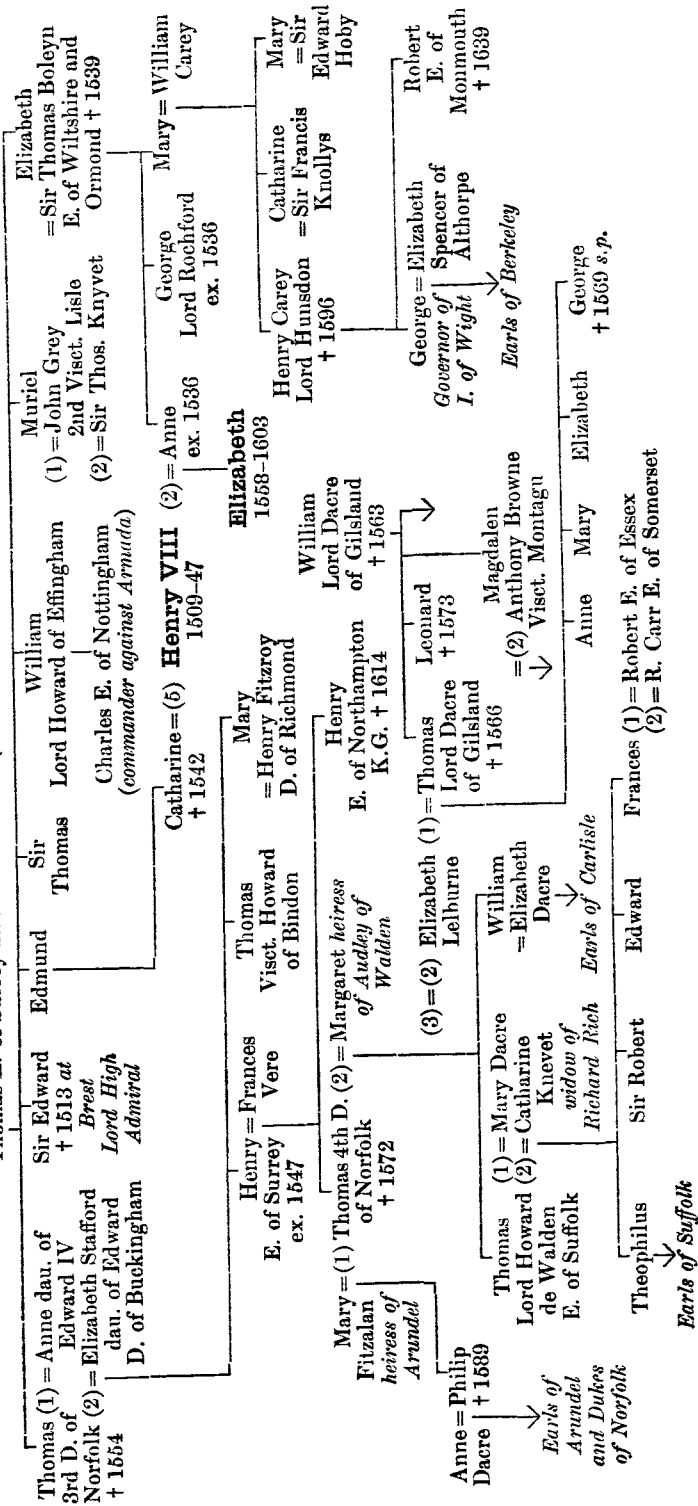 Thomas (1) = Anne dau. of
3rd D. of Edward IV
Norfolk (2) = Elizabeth Stafford
† 1554 dau. of Edward
D. of Buckingham
Sir Edward
† 1513 at
Brest
Lord High
Admiral
Edmund
Sir
Thomas
William
Lord Howard of Effingham
Charles E. of Nottingham
(commander against Armada)
Muriel
(1) = John Grey
2nd Visct. Lisle
(2) = Sir Thos. Knyvet
Elizabeth
= Sir Thomas Boleyn
E. of Wiltshire and
Ormond † 1539
Catharine = (5) Henry VIII (2) = Anne
† 1542 1509–47 ex. 1536
George
Lord Rochford
ex. 1536
Mary = William
Carey
Elizabeth
1558–1603
Henry = Frances
E. of Surrey Vere
ex. 1547
Thomas
Visct. Howard
of Bindon
Mary
= Henry Fitzroy
D. of Richmond
Henry Carey
Lord Hunsdon
† 1596
Catharine
= Sir Francis
Knollys
Mary
= Sir
Edward
Hoby
Mary = (1) Thomas 4th D. (2) = Margaret heiress
Fitzalan of Norfolk of Audley of
heiress of † 1572 Walden
Arundel
Henry
E. of Northampton
K.G. † 1614
William
Lord Dacre
of Gilsland
† 1563
George = Elizabeth
Governor of Spencer of
I. of Wight Althorpe
Earls of Berkeley
Robert
E. of
Monmouth
† 1639
(3) = (2) Elizabeth (1) = Thomas
Lelburne Lord Dacre
of Gilsland
† 1566
Leonard
† 1573
Magdalen
= (2) Anthony Browne
Visct. Montagu
Anne = Philip
Dacre † 1589
Earls of
Arundel
and Dukes
of Norfolk
Thomas (1) = Mary Dacre
Lord Howard (2) = Catharine
de Walden Knevet
E. of Suffolk widow of
Richard Rich
William
= Elizabeth
Dacre
Earls of Carlisle
Anne
Mary
Elizabeth
George
† 1569 s.p.
Theophilus
Earls of Suffolk
Sir Robert
Edward
Frances (1) = Robert E. of Essex
(2) = R. Carr E. of Somerset